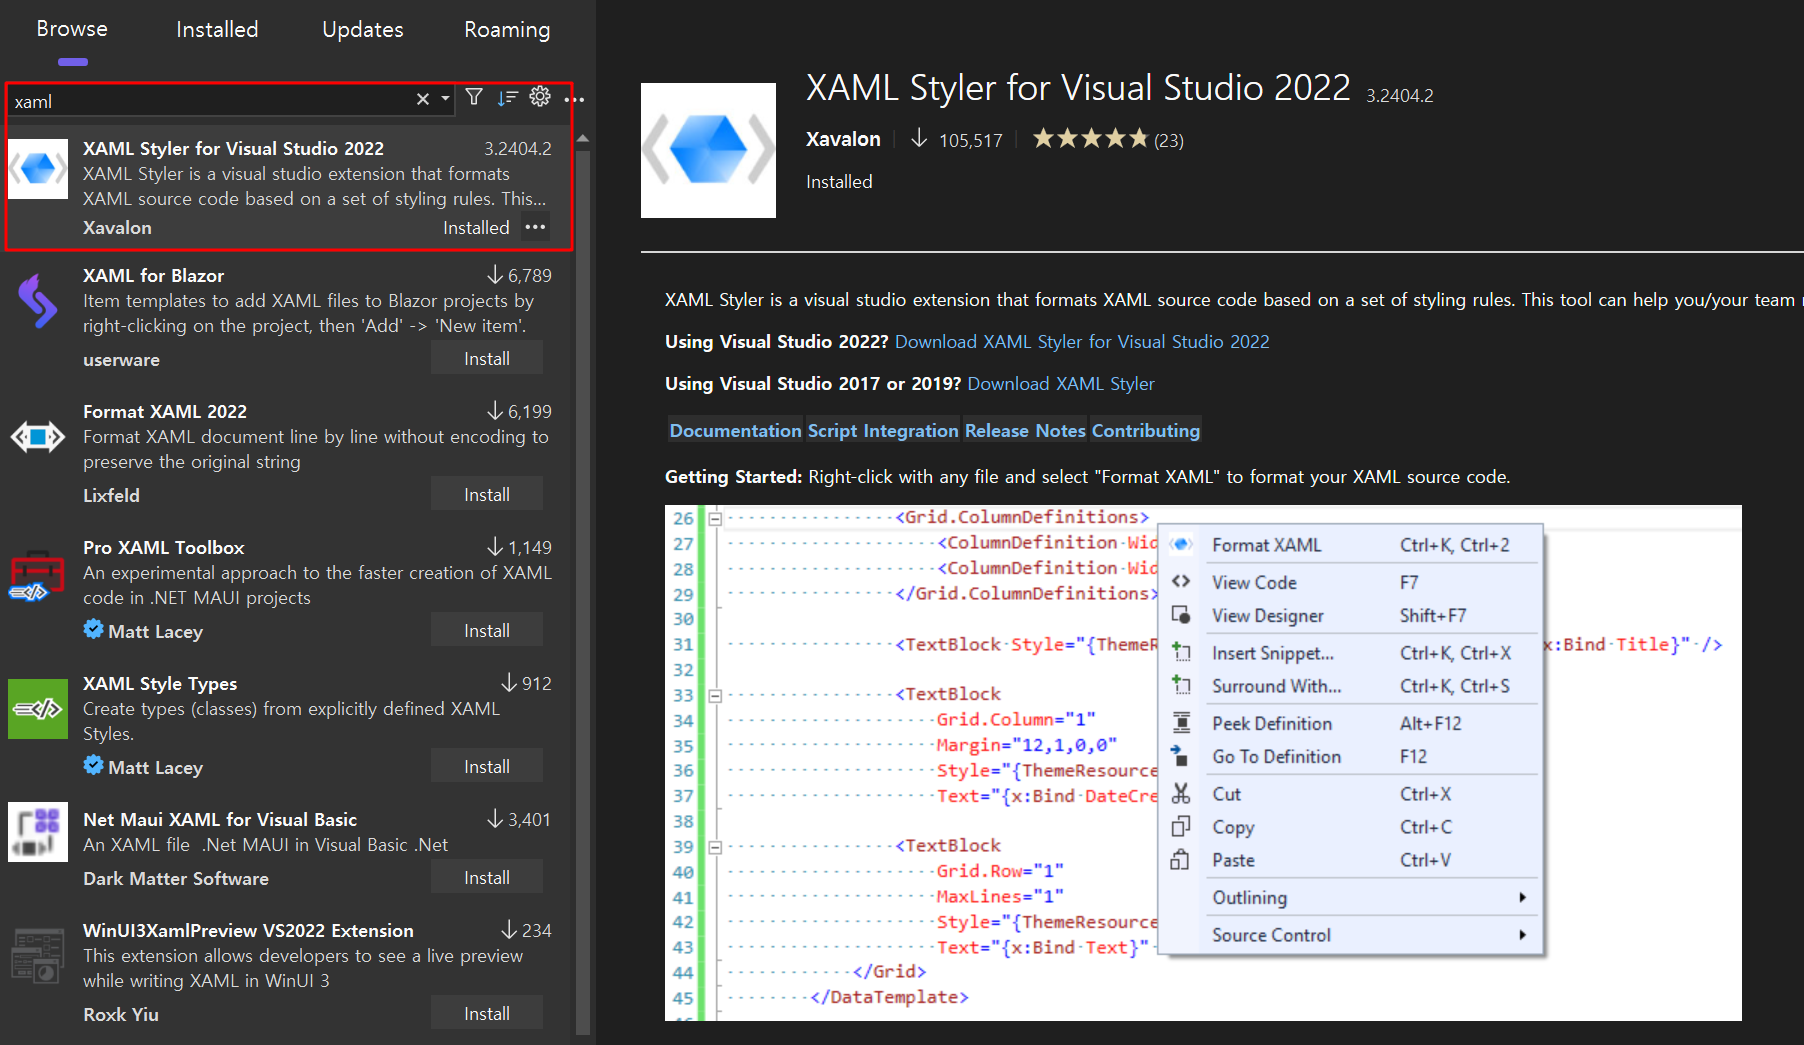 Browse Installed Updates Roaming
xaml
XAML Styler for Visual Studio 2022 3.2404.2
XAML Styler is a visual studio extension that formats
XAML source code based on a set of styling rules. This...
Xavalon Installed
XAML for Blazor 6,789
Item templates to add XAML files to Blazor projects by
right-clicking on the project, then 'Add' -> 'New item'.
userware Install
Format XAML 2022 6,199
Format XAML document line by line without encoding to
preserve the original string
Lixfeld Install
Pro XAML Toolbox 1,149
An experimental approach to the faster creation of XAML
code in .NET MAUI projects
Matt Lacey Install
XAML Style Types 912
Create types (classes) from explicitly defined XAML
Styles.
Matt Lacey Install
Net Maui XAML for Visual Basic 3,401
An XAML file  .Net MAUI in Visual Basic .Net
Dark Matter Software Install
WinUI3XamlPreview VS2022 Extension 234
This extension allows developers to see a live preview
while writing XAML in WinUI 3
Roxk Yiu Install
XAML Styler for Visual Studio 2022 3.2404.2
Xavalon 105,517 (23)
Installed
XAML Styler is a visual studio extension that formats XAML source code based on a set of styling rules. This tool can help you/your team
Using Visual Studio 2022? Download XAML Styler for Visual Studio 2022
Using Visual Studio 2017 or 2019? Download XAML Styler
Documentation Script Integration Release Notes Contributing
Getting Started: Right-click with any file and select "Format XAML" to format your XAML source code.
26 <Grid.ColumnDefinitions>
27 <ColumnDefinition Wid
28 <ColumnDefinition Wid
29 </Grid.ColumnDefinitions>
30
31 <TextBlock Style="{ThemeR x:Bind Title}" />
32
33 <TextBlock
34 Grid.Column="1"
35 Margin="12,1,0,0"
36 Style="{ThemeResource
37 Text="{x:Bind DateCre
38
39 <TextBlock
40 Grid.Row="1"
41 MaxLines="1"
42 Style="{ThemeResource
43 Text="{x:Bind Text}"
44 </Grid>
45 </DataTemplate>
Format XAML Ctrl+K, Ctrl+2
View Code F7
View Designer Shift+F7
Insert Snippet... Ctrl+K, Ctrl+X
Surround With... Ctrl+K, Ctrl+S
Peek Definition Alt+F12
Go To Definition F12
Cut Ctrl+X
Copy Ctrl+C
Paste Ctrl+V
Outlining
Source Control